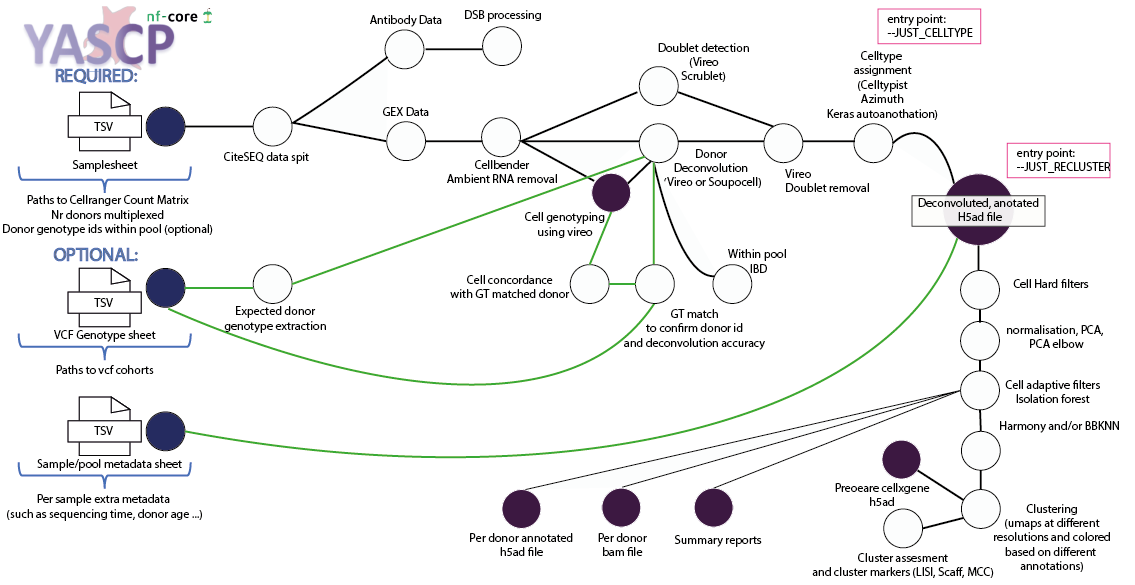 nf-core
YASCP
REQUIRED:
TSV
Samplesheet
Paths to Cellranger Count Matrix
Nr donors multiplexed
Donor genotype ids within pool (optional)
OPTIONAL:
TSV
VCF Genotype sheet
Paths to vcf cohorts
TSV
Sample/pool metadata sheet
Per sample extra metadata
(such as sequencing time, donor age ...)
CiteSEQ data spit
Antibody Data
DSB processing
GEX Data
Cellbender
Ambient RNA removal
Doublet detection
(Vireo
Scrublet)
Donor
Deconvolution
'Vireo or Soupocell)
Vireo
Doublet removal
entry point:
--JUST_CELLTYPE
Celltype
assignment
(Celltypist
Azimuth
Keras autoanothation)
entry point:
--JUST_RECLUSTER
Deconvoluted, anotated
H5ad file
Cell genotyping
using vireo
Expected donor
genotype extraction
Cell concordance
with GT matched donor
GT match
to confirm donor id
and deconvolution accuracy
Within pool
IBD
Cell Hard filters
normalisation, PCA,
PCA elbow
Cell adaptive filters
Isolation forest
Harmony and/or BBKNN
Preoeare cellxgene
h5ad
Clustering
(umaps at different
resolutions and colored
based on different
annotations)
Cluster assesment
and cluster markers (LISI, Scaff, MCC)
Per donor annotated
h5ad file
Per donor
bam file
Summary reports